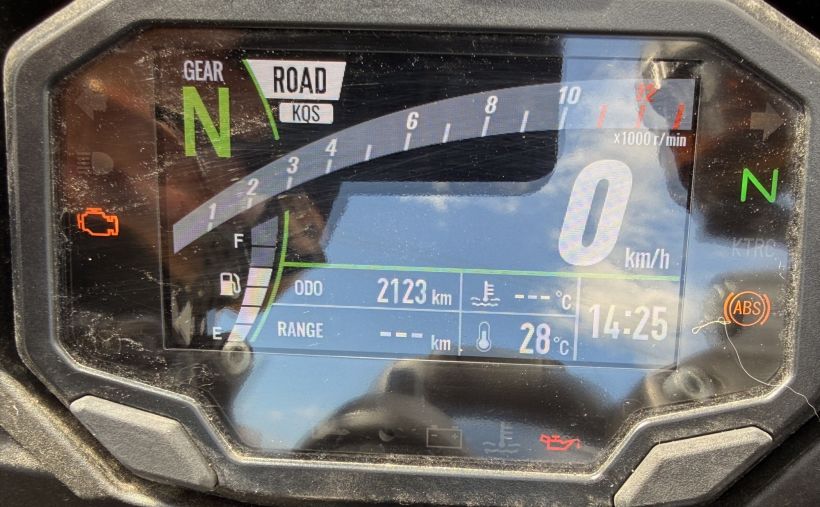 GEAR
N
ROAD
KQS
1 2 3 4 6 8 10 12
x1000 r/min
0 km/h
N
KTRC
ABS
F
E
ODO 2123 km
RANGE --- km
--- °C
28 °C
14:25